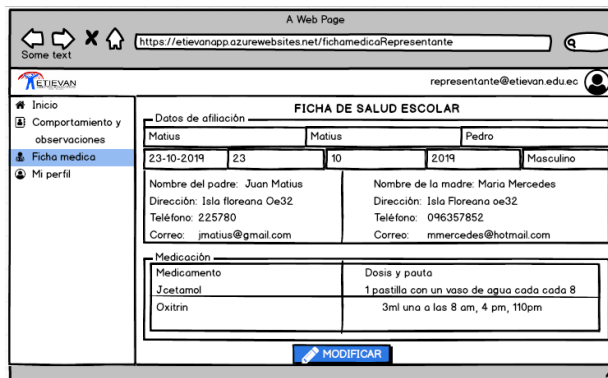 A Web Page
Some text
https://etievanapp.azurewebsites.net/fichamedicaRepresentante
ETIEVAN
representante@etievan.edu.ec
Inicio
Comportamiento y
observaciones
Ficha medica
Mi perfil
FICHA DE SALUD ESCOLAR
Datos de afiliación
Matius Matius Pedro
23-10-2019 23 10 2019 Masculino
Nombre del padre: Juan Matius
Dirección: Isla floreana Oe32
Teléfono: 225780
Correo: jmatius@gmail.com
Nombre de la madre: Maria Mercedes
Dirección: Isla Floreana oe32
Teléfono: 096357852
Correo: mmercedes@hotmail.com
Medicación
Medicamento Dosis y pauta
Jcetamol 1 pastilla con un vaso de agua cada cada 8
Oxitrin 3ml una a las 8 am, 4 pm, 110pm
MODIFICAR